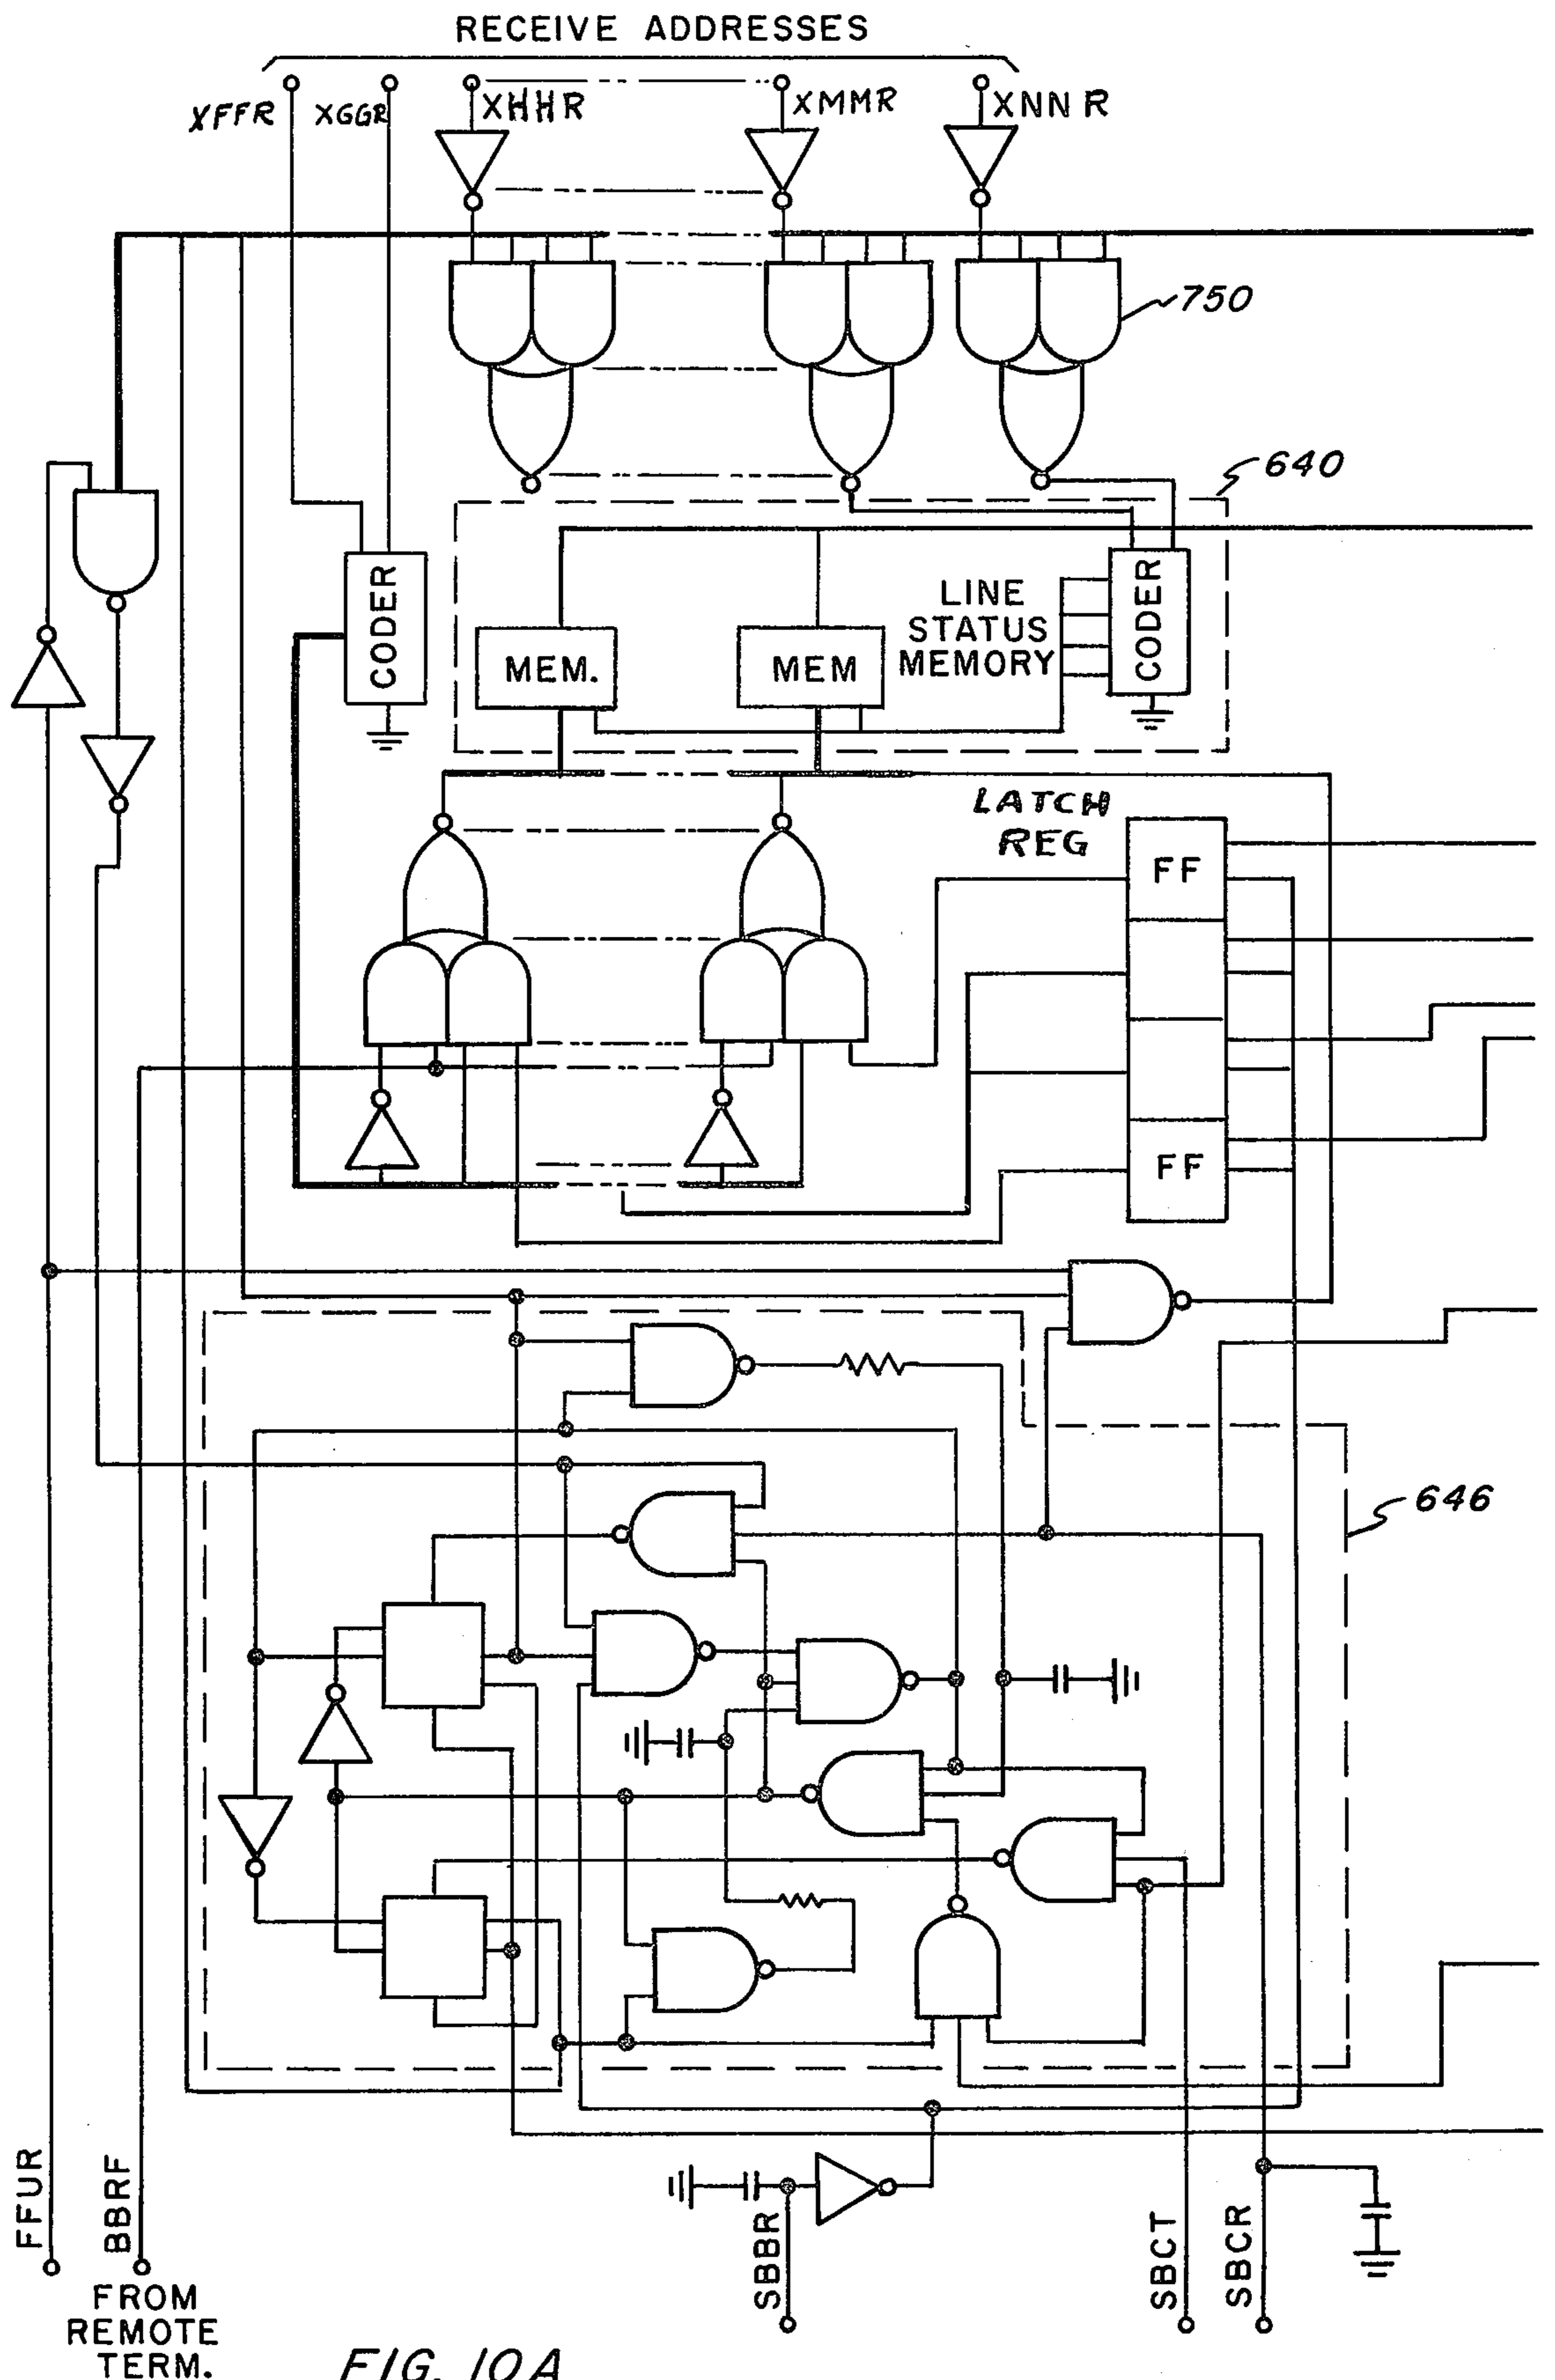 RECEIVE ADDRESSES
XFFR
XGGR
XHHR
XMMR
XNNR
750
640
CODER
LINE
STATUS
MEMORY
CODER
MEM.
MEM
LATCH
REG
FF
FF
646
FFUR
BBRF
SBBR
SBCT
SBCR
FROM
REMOTE
TERM.
FIG. 10A